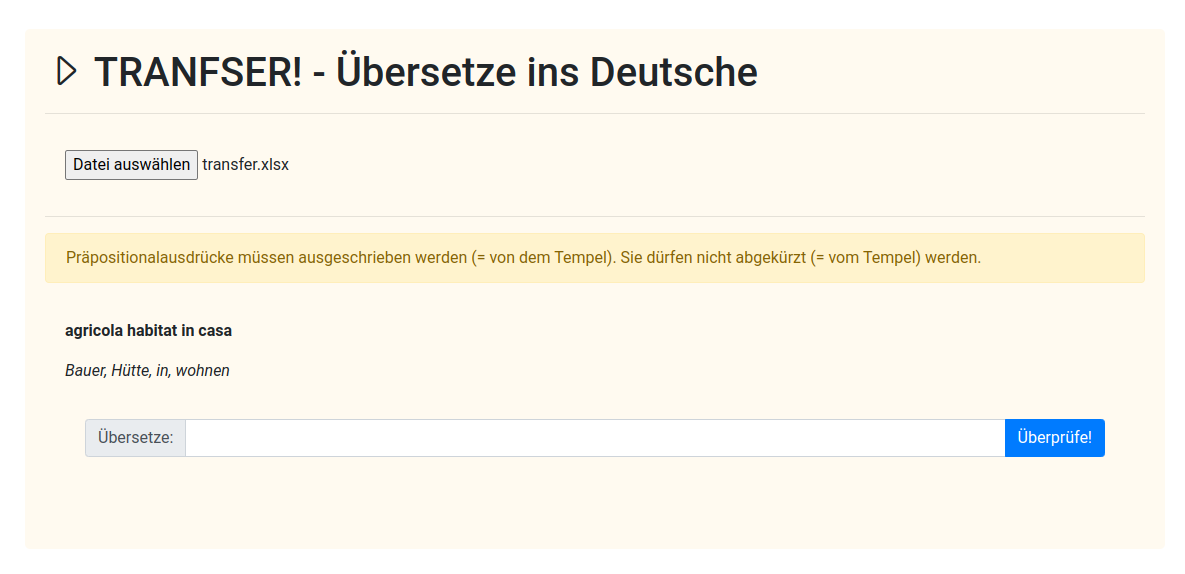 TRANFSER! - Übersetze ins Deutsche
Datei auswählen transfer.xlsx
Präpositionalausdrücke müssen ausgeschrieben werden (= von dem Tempel). Sie dürfen nicht abgekürzt (= vom Tempel) werden.
agricola habitat in casa
Bauer, Hütte, in, wohnen
Übersetze: Überprüfe!